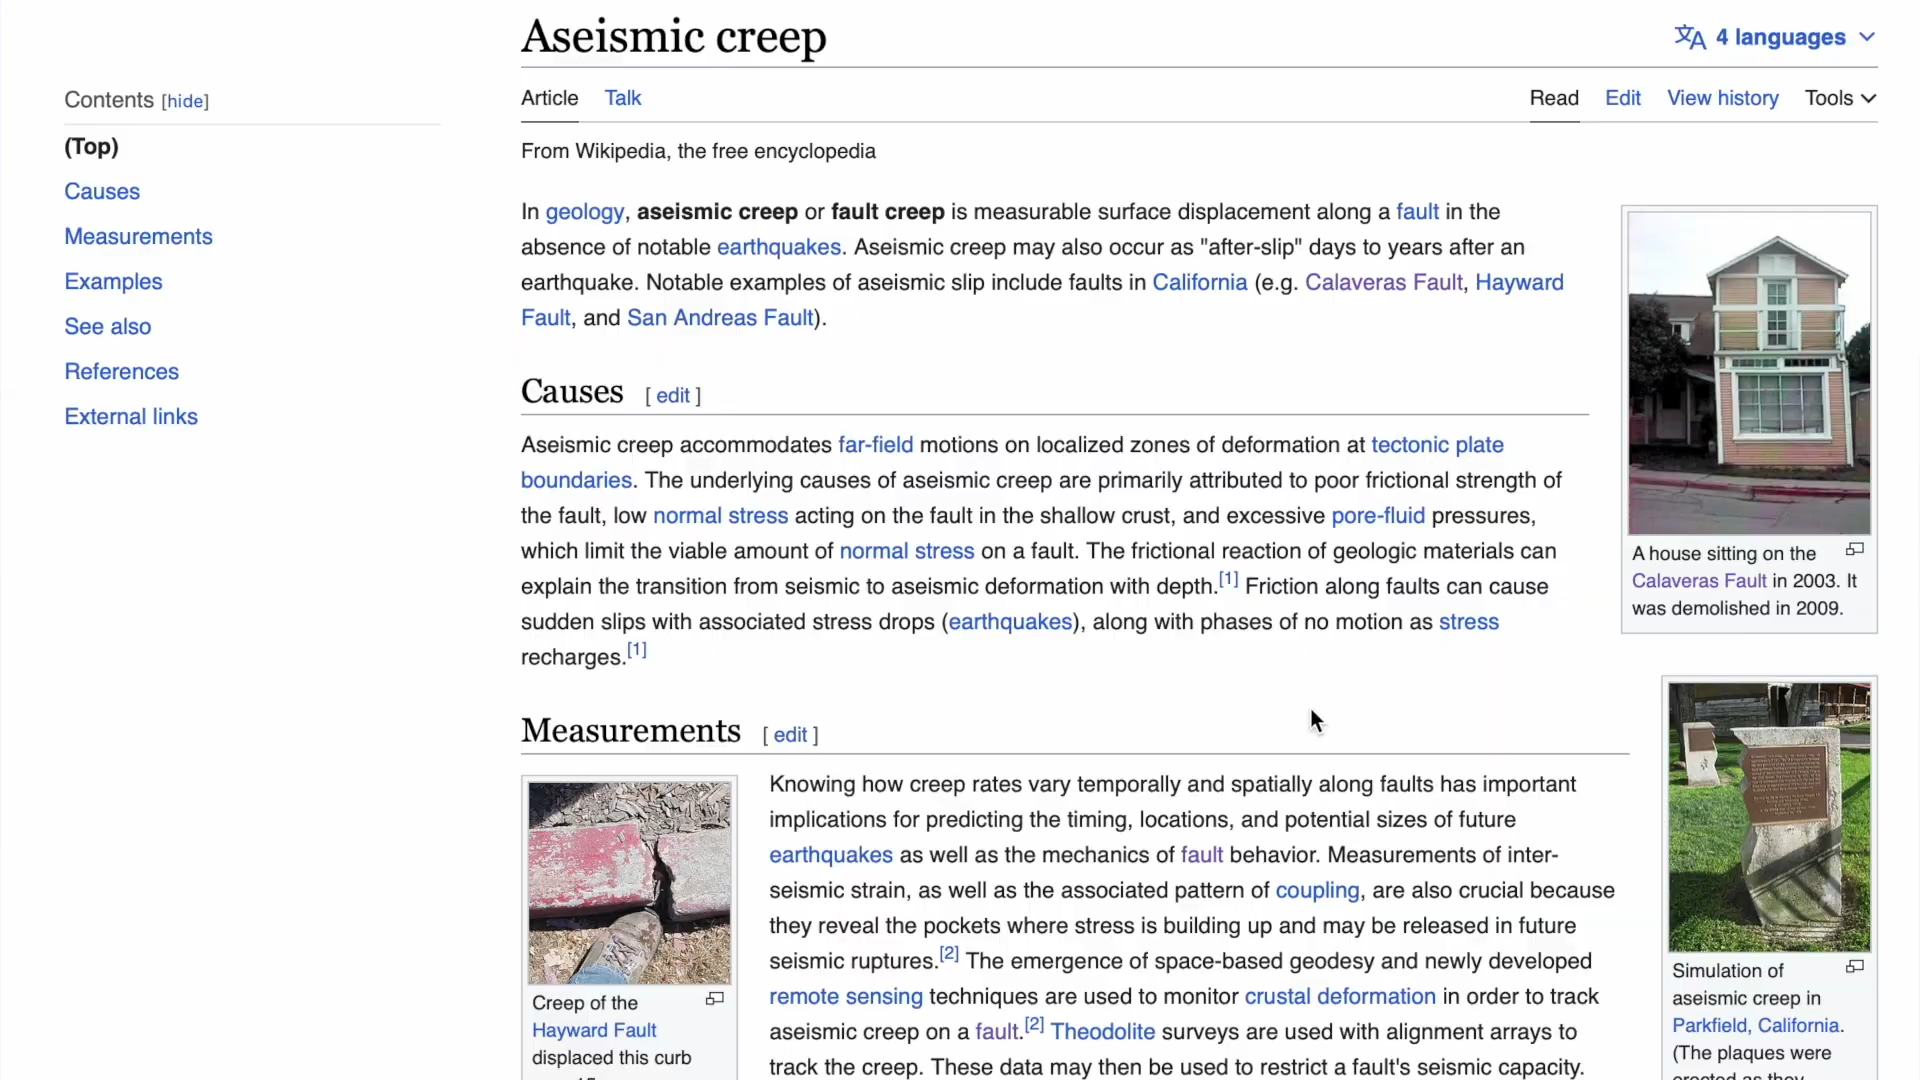 Aseismic creep
4 languages
Contents [hide]
(Top)
Causes
Measurements
Examples
See also
References
External links
Article Talk
Read Edit View history Tools
From Wikipedia, the free encyclopedia
In geology, aseismic creep or fault creep is measurable surface displacement along a fault in the
absence of notable earthquakes. Aseismic creep may also occur as "after-slip" days to years after an
earthquake. Notable examples of aseismic slip include faults in California (e.g. Calaveras Fault, Hayward
Fault, and San Andreas Fault).
A house sitting on the
Calaveras Fault in 2003. It
was demolished in 2009.
Causes [ edit ]
Aseismic creep accommodates far-field motions on localized zones of deformation at tectonic plate
boundaries. The underlying causes of aseismic creep are primarily attributed to poor frictional strength of
the fault, low normal stress acting on the fault in the shallow crust, and excessive pore-fluid pressures,
which limit the viable amount of normal stress on a fault. The frictional reaction of geologic materials can
explain the transition from seismic to aseismic deformation with depth.[1] Friction along faults can cause
sudden slips with associated stress drops (earthquakes), along with phases of no motion as stress
recharges.[1]
Measurements [ edit ]
Creep of the
Hayward Fault
displaced this curb
Knowing how creep rates vary temporally and spatially along faults has important
implications for predicting the timing, locations, and potential sizes of future
earthquakes as well as the mechanics of fault behavior. Measurements of inter-
seismic strain, as well as the associated pattern of coupling, are also crucial because
they reveal the pockets where stress is building up and may be released in future
seismic ruptures.[2] The emergence of space-based geodesy and newly developed
remote sensing techniques are used to monitor crustal deformation in order to track
aseismic creep on a fault.[2] Theodolite surveys are used with alignment arrays to
track the creep. These data may then be used to restrict a fault's seismic capacity.
Simulation of
aseismic creep in
Parkfield, California.
(The plaques were
erected as they